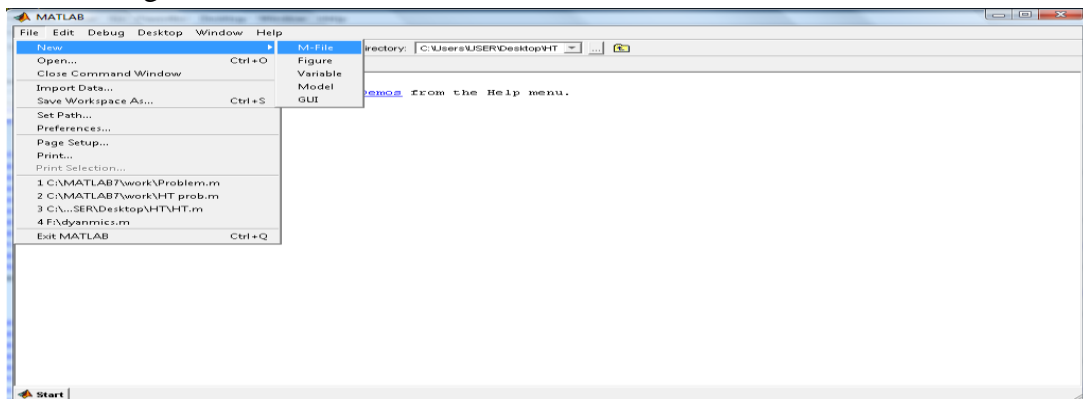 MATLAB
File Edit Debug Desktop Window Help
New M-File irectory: C:\Users\USER\Desktop\HT ...
Open... Ctrl+O Figure
Close Command Window Variable
Import Data... Model
Save Workspace As... Ctrl+S GUI
emos from the Help menu.
Set Path...
Preferences...
Page Setup...
Print...
Print Selection...
1 C:\MATLAB7\work\Problem.m
2 C:\MATLAB7\work\HT prob.m
3 C:\...SER\Desktop\HT\HT.m
4 F:\dyanmics.m
Exit MATLAB Ctrl+Q
Start